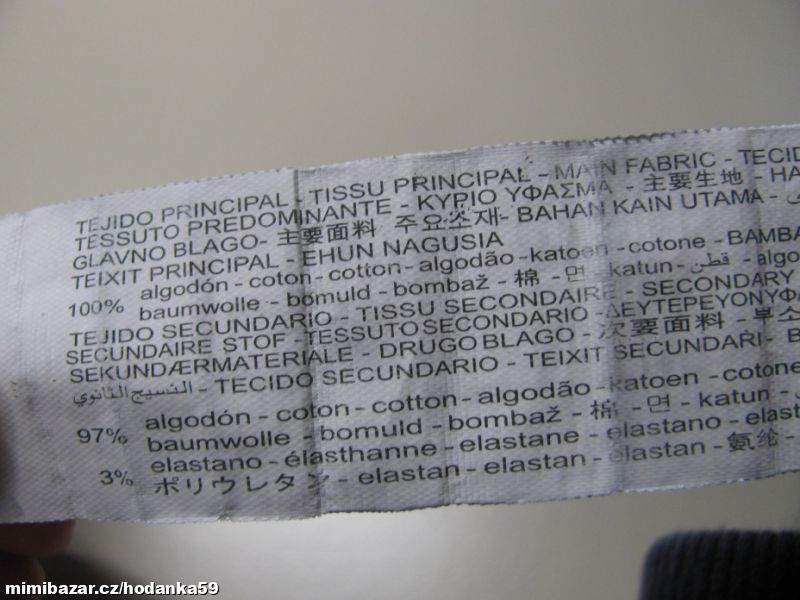 TEJIDO PRINCIPAL - TISSU PRINCIPAL - MAIN FABRIC - TECID
TESSUTO PREDOMINANTE - ΚΥΡΙΟ ΥΦΑΣΜΑ - 主要生地 - HA
GLAVNO BLAGO- 主要面料 주요소재- BAHAN KAIN UTAMA -
TEIXIT PRINCIPAL - EHUN NAGUSIA
100% algodón - coton - cotton - algodão - katoen - cotone - BAMBA
baumwolle - bomuld - bombaž - 棉 - 면 - katun - قطن - algo
TEJIDO SECUNDARIO - TISSU SECONDAIRE - SECONDARY
SECUNDAIRE STOF - TESSUTO SECONDARIO - ΔΕΥΤΕΡΕΥΟΝΥΦΑ
SEKUNDÆRMATERIALE - DRUGO BLAGO - 次要面料 - 부소
النسيج الثانوي - TECIDO SECUNDÁRIO - TEIXIT SECUNDARI - B
97% algodón - coton - cotton - algodão - katoen - cotone
baumwolle - bomuld - bombaž - 棉 - 면 - katun -
3% elastano - élasthanne - elastane - elastano - elast
ポリウレタン - elastan - elastan - elastan - 氨纶 -
mimibazar.cz/hodanka59